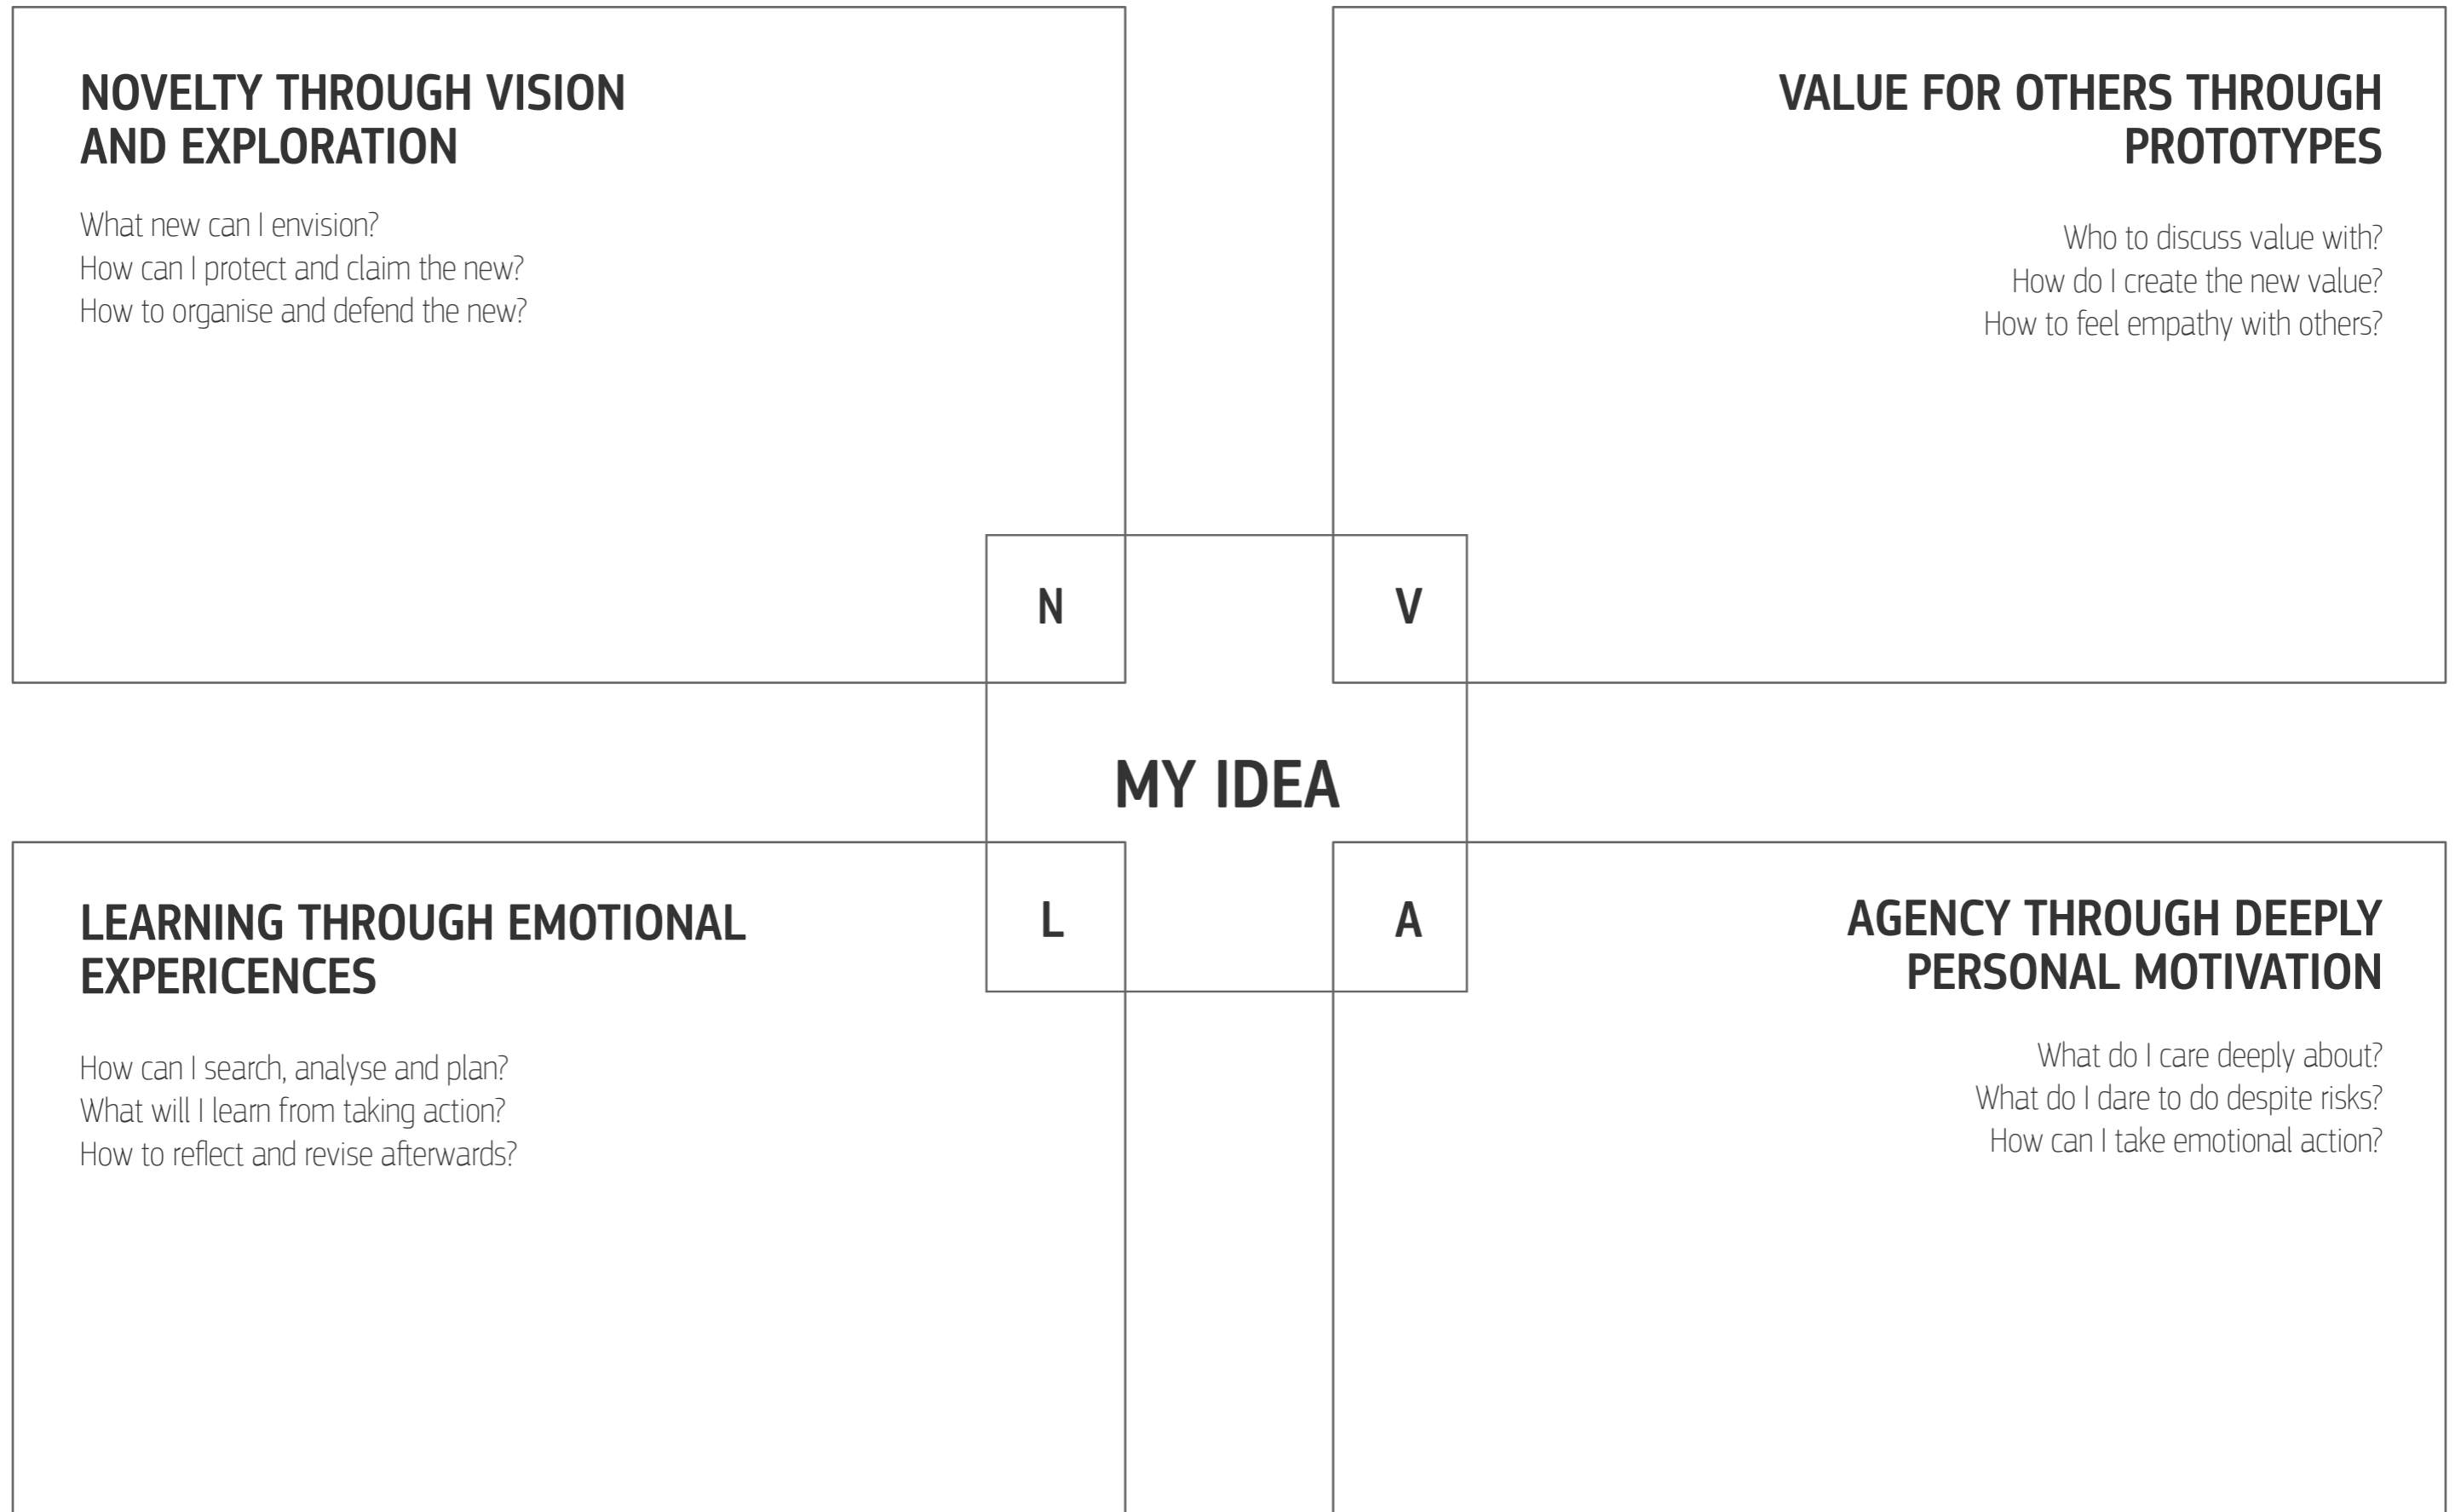 NOVELTY THROUGH VISION
AND EXPLORATION
What new can I envision?
How can I protect and claim the new?
How to organise and defend the new?
VALUE FOR OTHERS THROUGH
PROTOTYPES
Who to discuss value with?
How do I create the new value?
How to feel empathy with others?
N
V
MY IDEA
L
A
LEARNING THROUGH EMOTIONAL
EXPERICENCES
How can I search, analyse and plan?
What will I learn from taking action?
How to reflect and revise afterwards?
AGENCY THROUGH DEEPLY
PERSONAL MOTIVATION
What do I care deeply about?
What do I dare to do despite risks?
How can I take emotional action?